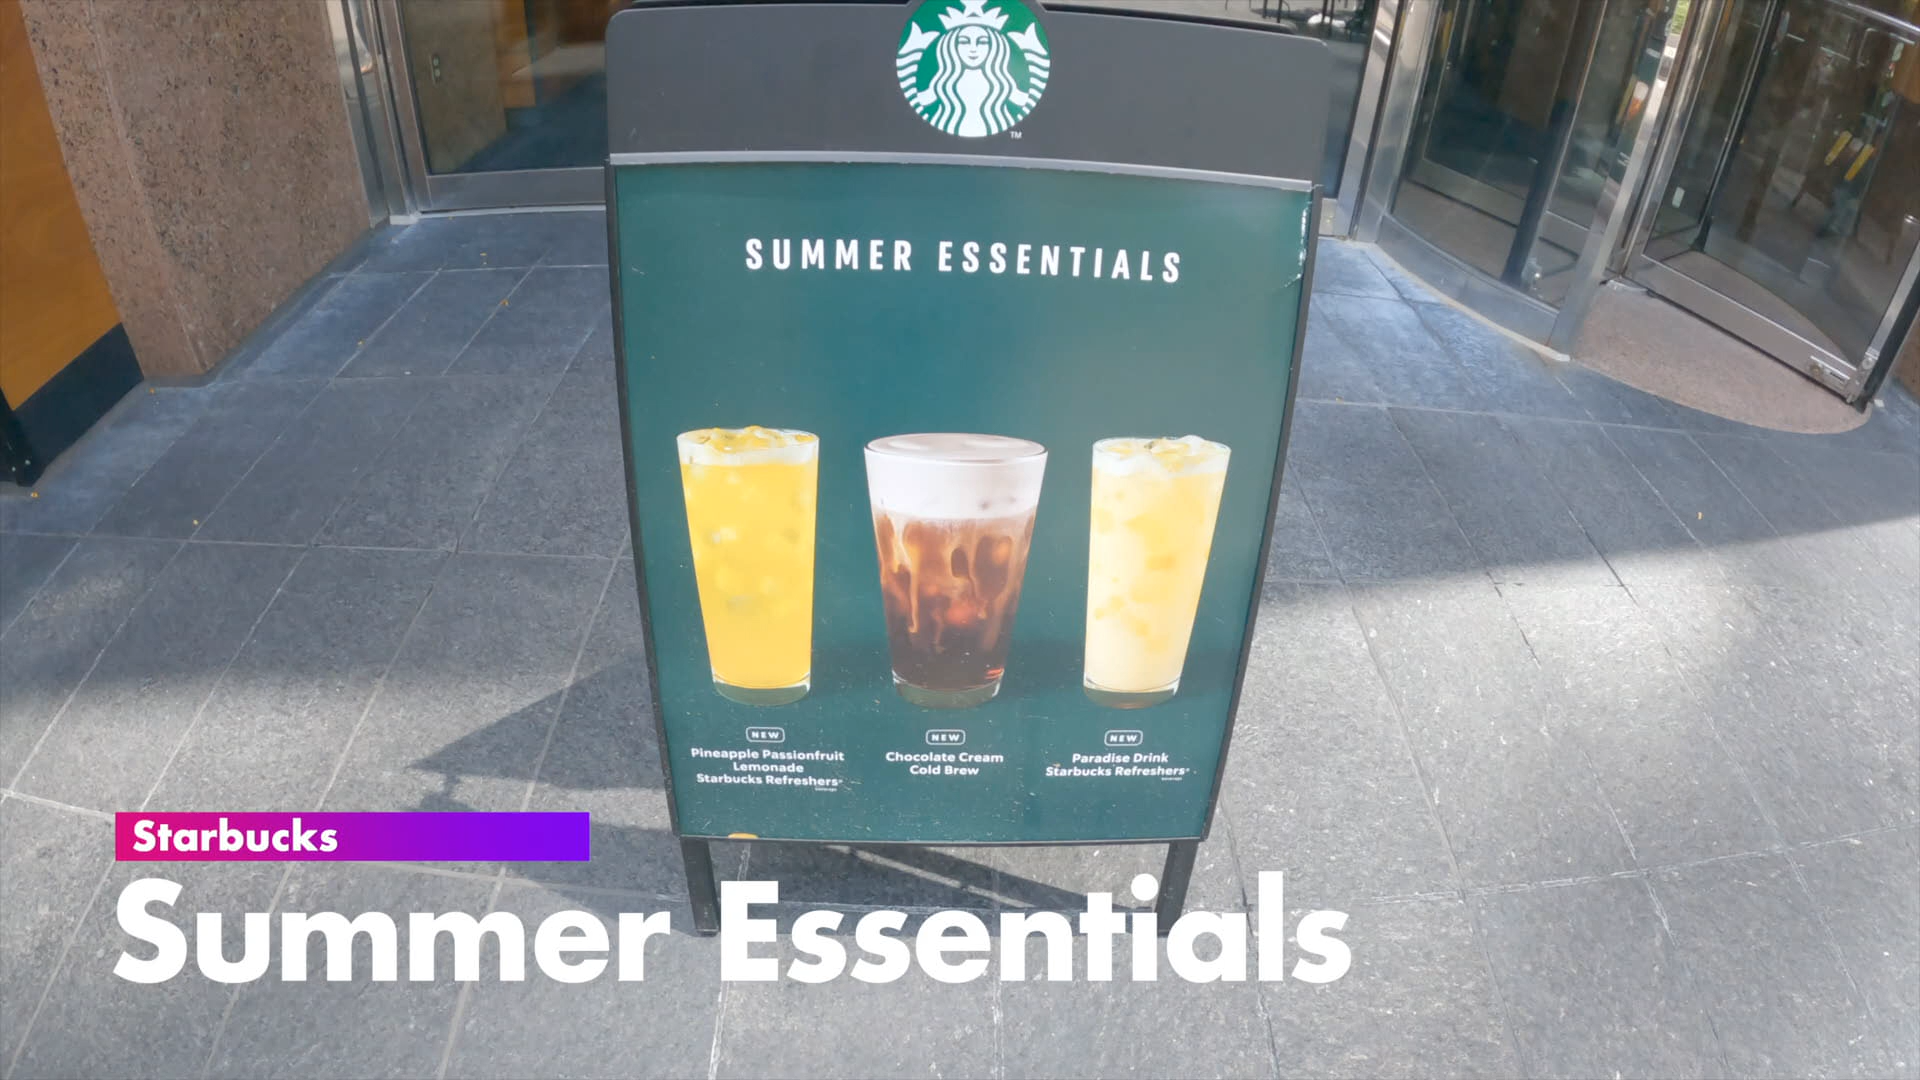 TM
SUMMER ESSENTIALS
NEW
Pineapple Passionfruit
Lemonade
Starbucks Refreshers®
NEW
Chocolate Cream
Cold Brew
NEW
Paradise Drink
Starbucks Refreshers®
Starbucks
Summer Essentials